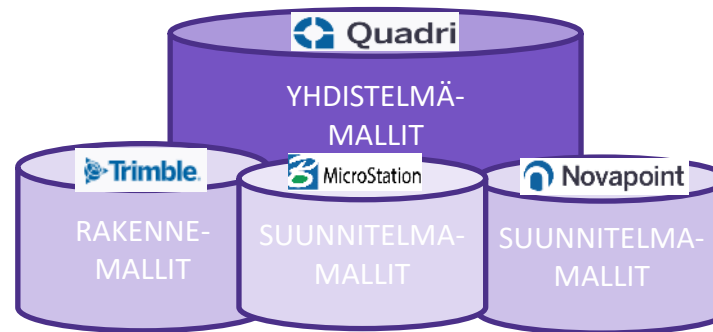 Quadri
YHDISTELMÄ-
MALLIT
Trimble.
RAKENNE-
MALLIT
MicroStation
SUUNNITELMA-
MALLIT
Novapoint
SUUNNITELMA-
MALLIT